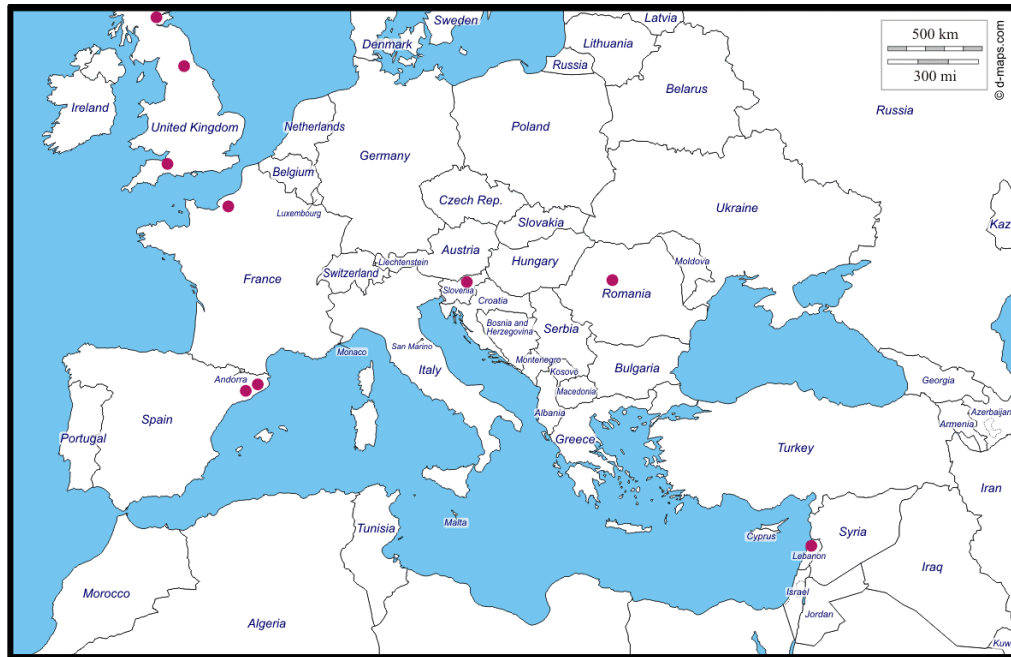 Sweden
Latvia
500 km
300 mi
© d-maps.com
Denmark
Lithuania
Russia
Belarus
Russia
Ireland
United Kingdom
Netherlands
Poland
Germany
Belgium
Luxembourg
Czech Rep.
Ukraine
Kaz
Slovakia
Austria
Liechtenstein
Switzerland
Hungary
Moldova
France
Slovenia
Croatia
Romania
Bosnia and
Herzegovina
Serbia
San Marino
Monaco
Italy
Montenegro
Kosovo
Bulgaria
Andorra
Macedonia
Georgia
Spain
Portugal
Albania
Greece
Azerbaijan
Armenia
Turkey
Iran
Tunisia
Malta
Cyprus
Syria
Lebanon
Iraq
Morocco
Israel
Jordan
Algeria
Kuw